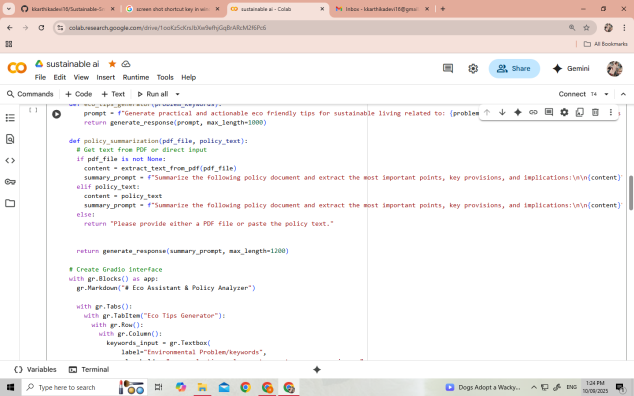 kkarthikadevi16/Sustainable-S
screen shot shortcut key in win
sustainable ai - Colab
Inbox - kkarthikadevi16@gmai
colab.research.google.com/drive/
All Bookmarks
sustainable ai
File Edit View Insert Runtime Tools Help
Share
Gemini
Commands + Code + Text Run all
Connect T4
[ ]
def eco_tips_generator(problem_keywords):
prompt = f"Generate practical and actionable eco friendly tips for sustainable living related to: {problem
return generate_response(prompt, max_length=1000)
def policy_summarization(pdf_file, policy_text):
# Get text from PDF or direct input
if pdf_file is not None:
content = extract_text_from_pdf(pdf_file)
summary_prompt = f"Summarize the following policy document and extract the most important points, key provisions, and implications:\n\n{content}
elif policy_text:
content = policy_text
summary_prompt = f"Summarize the following policy document and extract the most important points, key provisions, and implications:\n\n{content}
else:
return "Please provide either a PDF file or paste the policy text."
return generate_response(summary_prompt, max_length=1200)
# Create Gradio interface
with gr.Blocks() as app:
gr.Markdown("# Eco Assistant & Policy Analyzer")
with gr.Tabs():
with gr.TabItem("Eco Tips Generator"):
with gr.Row():
with gr.Column():
keywords_input = gr.Textbox(
label="Environmental Problem/keywords",
Variables Terminal
Type here to search
Dogs Adopt a Wacky...
ENG
1:24 PM
10/09/2025